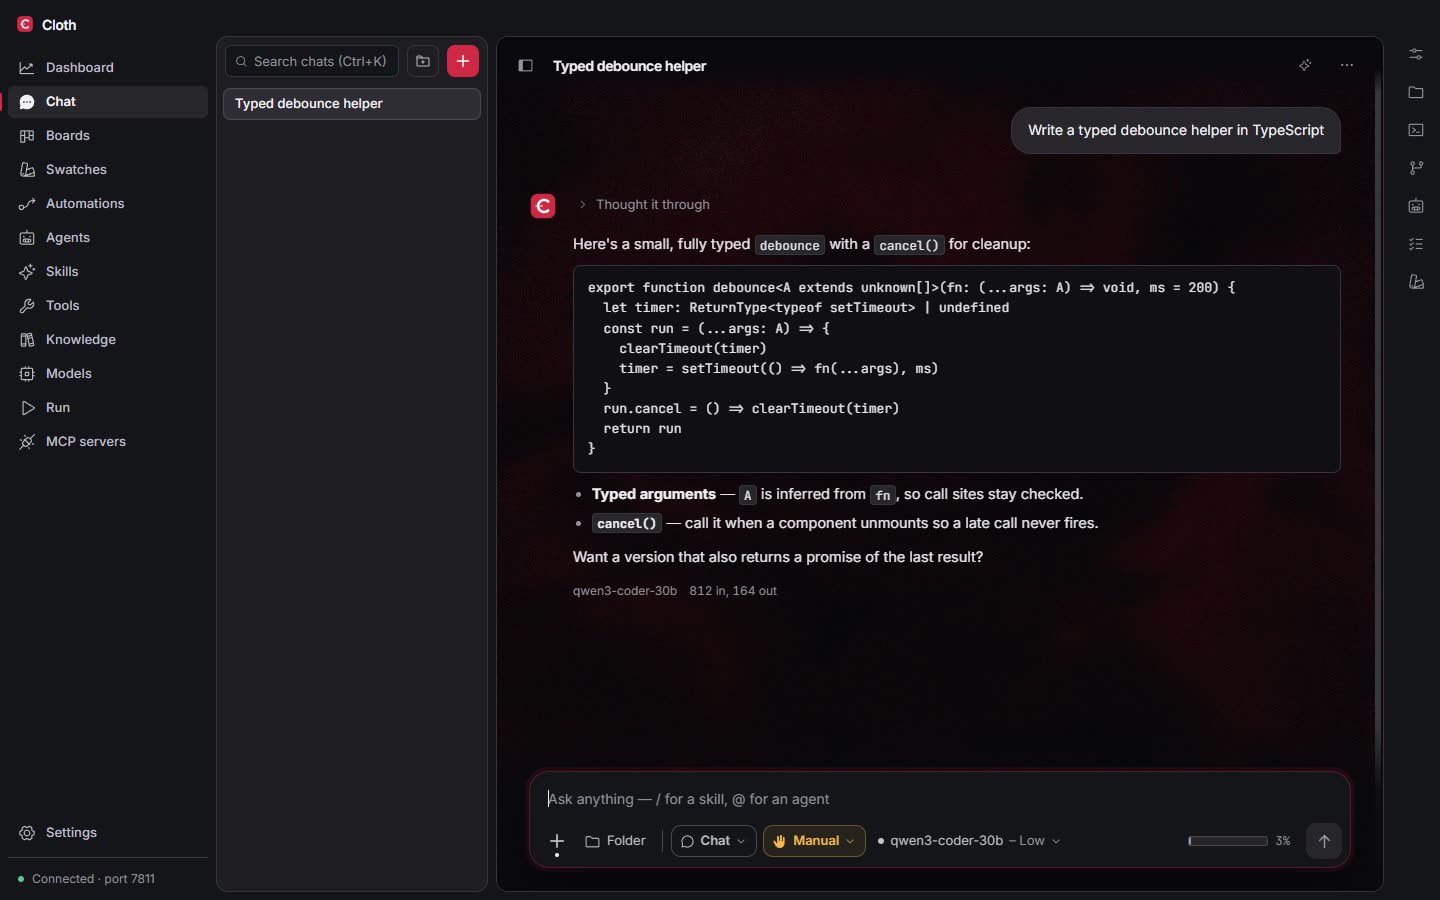 Cloth
Dashboard
Chat
Boards
Swatches
Automations
Agents
Skills
Tools
Knowledge
Models
Run
MCP servers
Settings
Connected · port 7811
Search chats (Ctrl+K)
Typed debounce helper
Typed debounce helper
Write a typed debounce helper in TypeScript
Thought it through
Here's a small, fully typed debounce with a cancel() for cleanup:
export function debounce<A extends unknown[]>(fn: (...args: A) => void, ms = 200) {
  let timer: ReturnType<typeof setTimeout> | undefined
  const run = (...args: A) => {
    clearTimeout(timer)
    timer = setTimeout(() => fn(...args), ms)
  }
  run.cancel = () => clearTimeout(timer)
  return run
}
• Typed arguments — A is inferred from fn, so call sites stay checked.
• cancel() — call it when a component unmounts so a late call never fires.
Want a version that also returns a promise of the last result?
qwen3-coder-30b 812 in, 164 out
Ask anything — / for a skill, @ for an agent
Folder Chat Manual qwen3-coder-30b – Low 3%